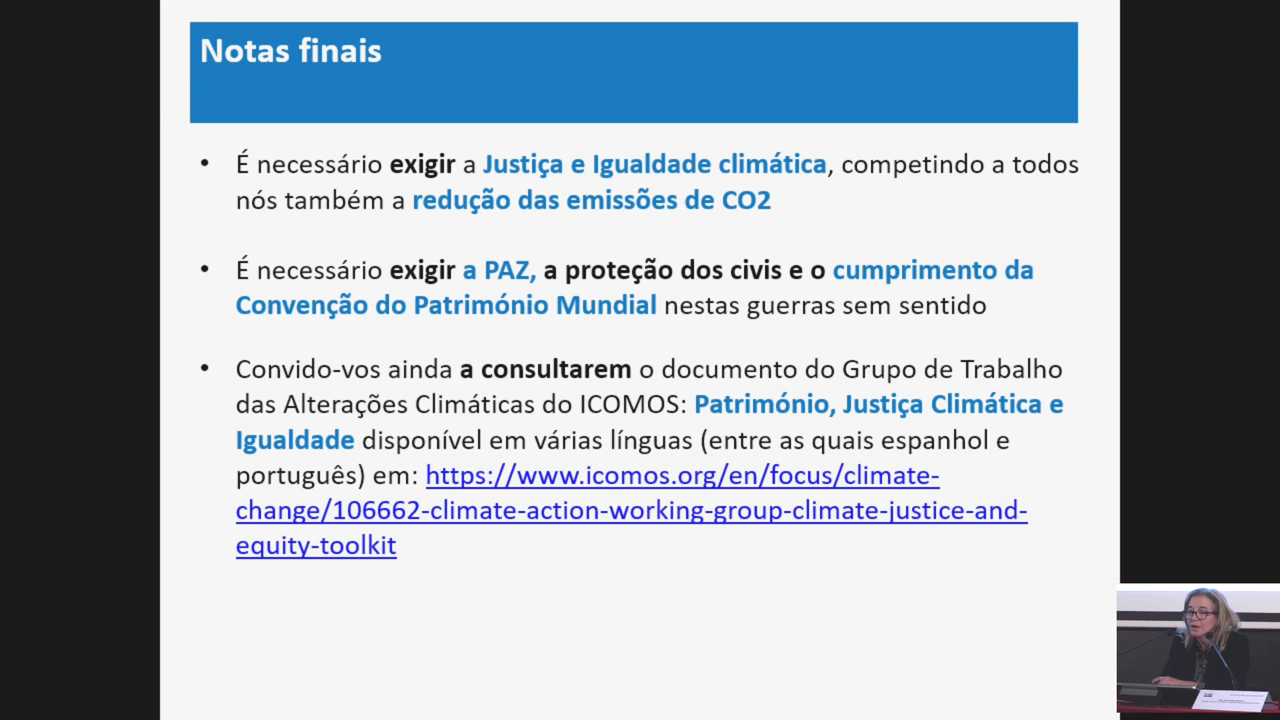 Notas finais
• É necessário exigir a Justiça e Igualdade climática, competindo a todos
nós também a redução das emissões de CO2
• É necessário exigir a PAZ, a proteção dos civis e o cumprimento da
Convenção do Património Mundial nestas guerras sem sentido
• Convido-vos ainda a consultarem o documento do Grupo de Trabalho
das Alterações Climáticas do ICOMOS: Património, Justiça Climática e
Igualdade disponível em várias línguas (entre as quais espanhol e
português) em: https://www.icomos.org/en/focus/climate-
change/106662-climate-action-working-group-climate-justice-and-
equity-toolkit